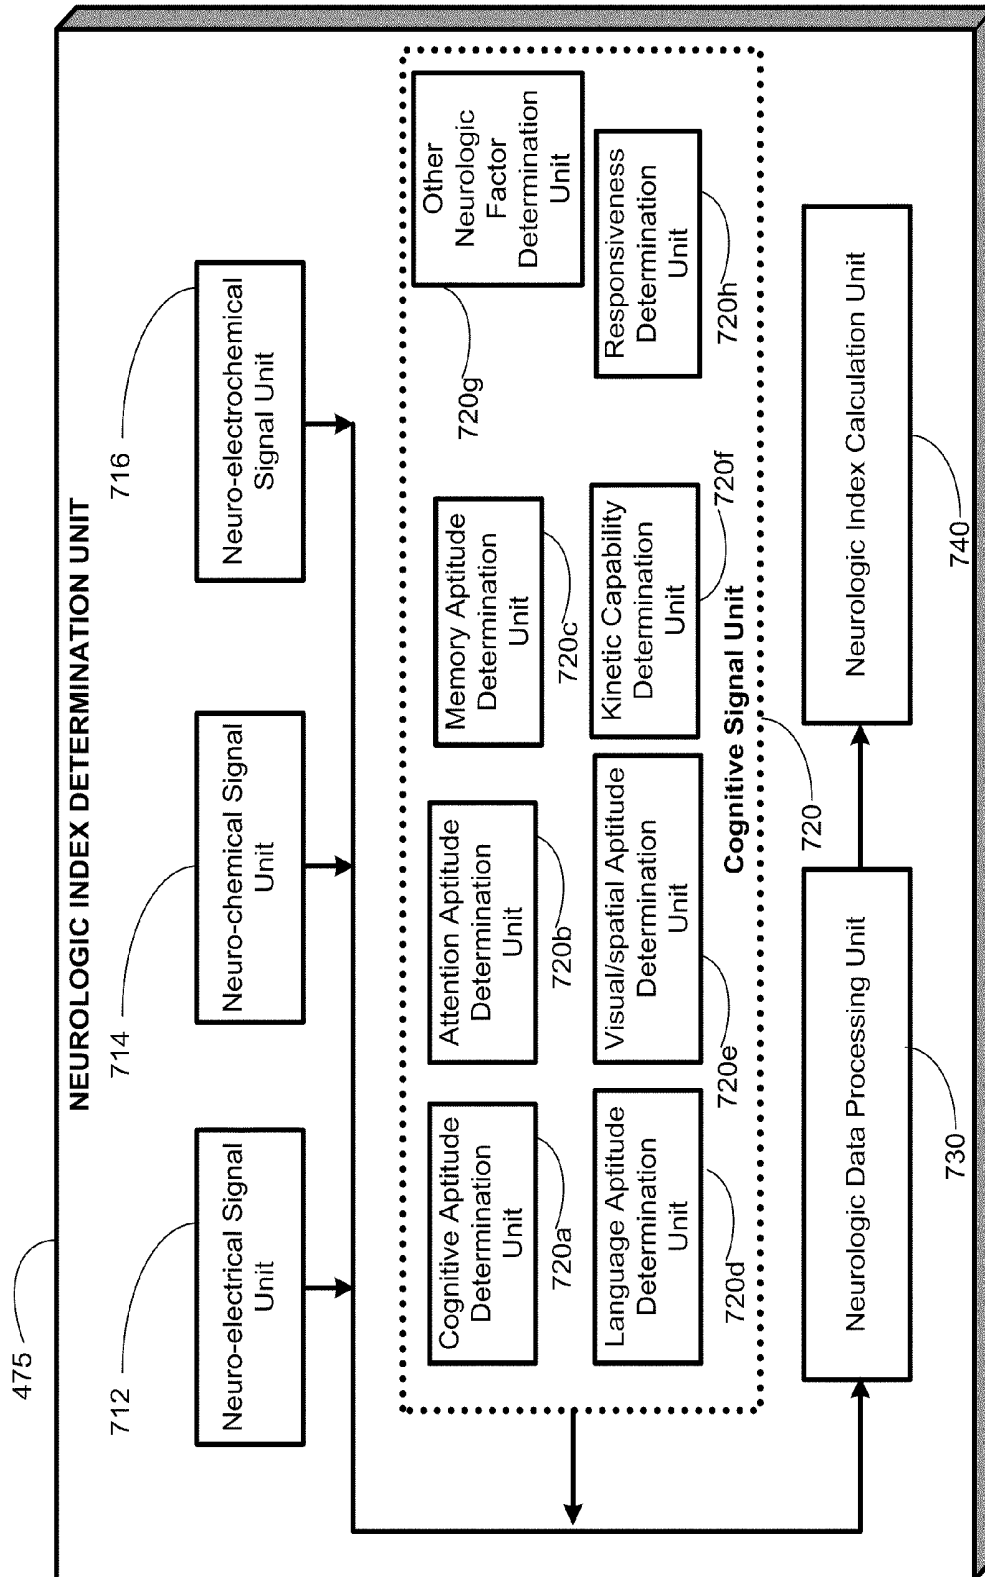 475
NEUROLOGIC INDEX DETERMINATION UNIT
712
Neuro-electrical Signal
Unit
714
Neuro-chemical Signal
Unit
716
Neuro-electrochemical
Signal Unit
Cognitive Aptitude
Determination
Unit
720a
Attention Aptitude
Determination
Unit
720b
Memory Aptitude
Determination
Unit
720c
Other
Neurologic
Factor
Determination
Unit
720g
Language Aptitude
Determination
Unit
720d
Visual/spatial Aptitude
Determination
Unit
720e
Kinetic Capability
Determination
Unit
720f
Responsiveness
Determination
Unit
720h
Cognitive Signal Unit
720
Neurologic Data Processing Unit
730
Neurologic Index Calculation Unit
740